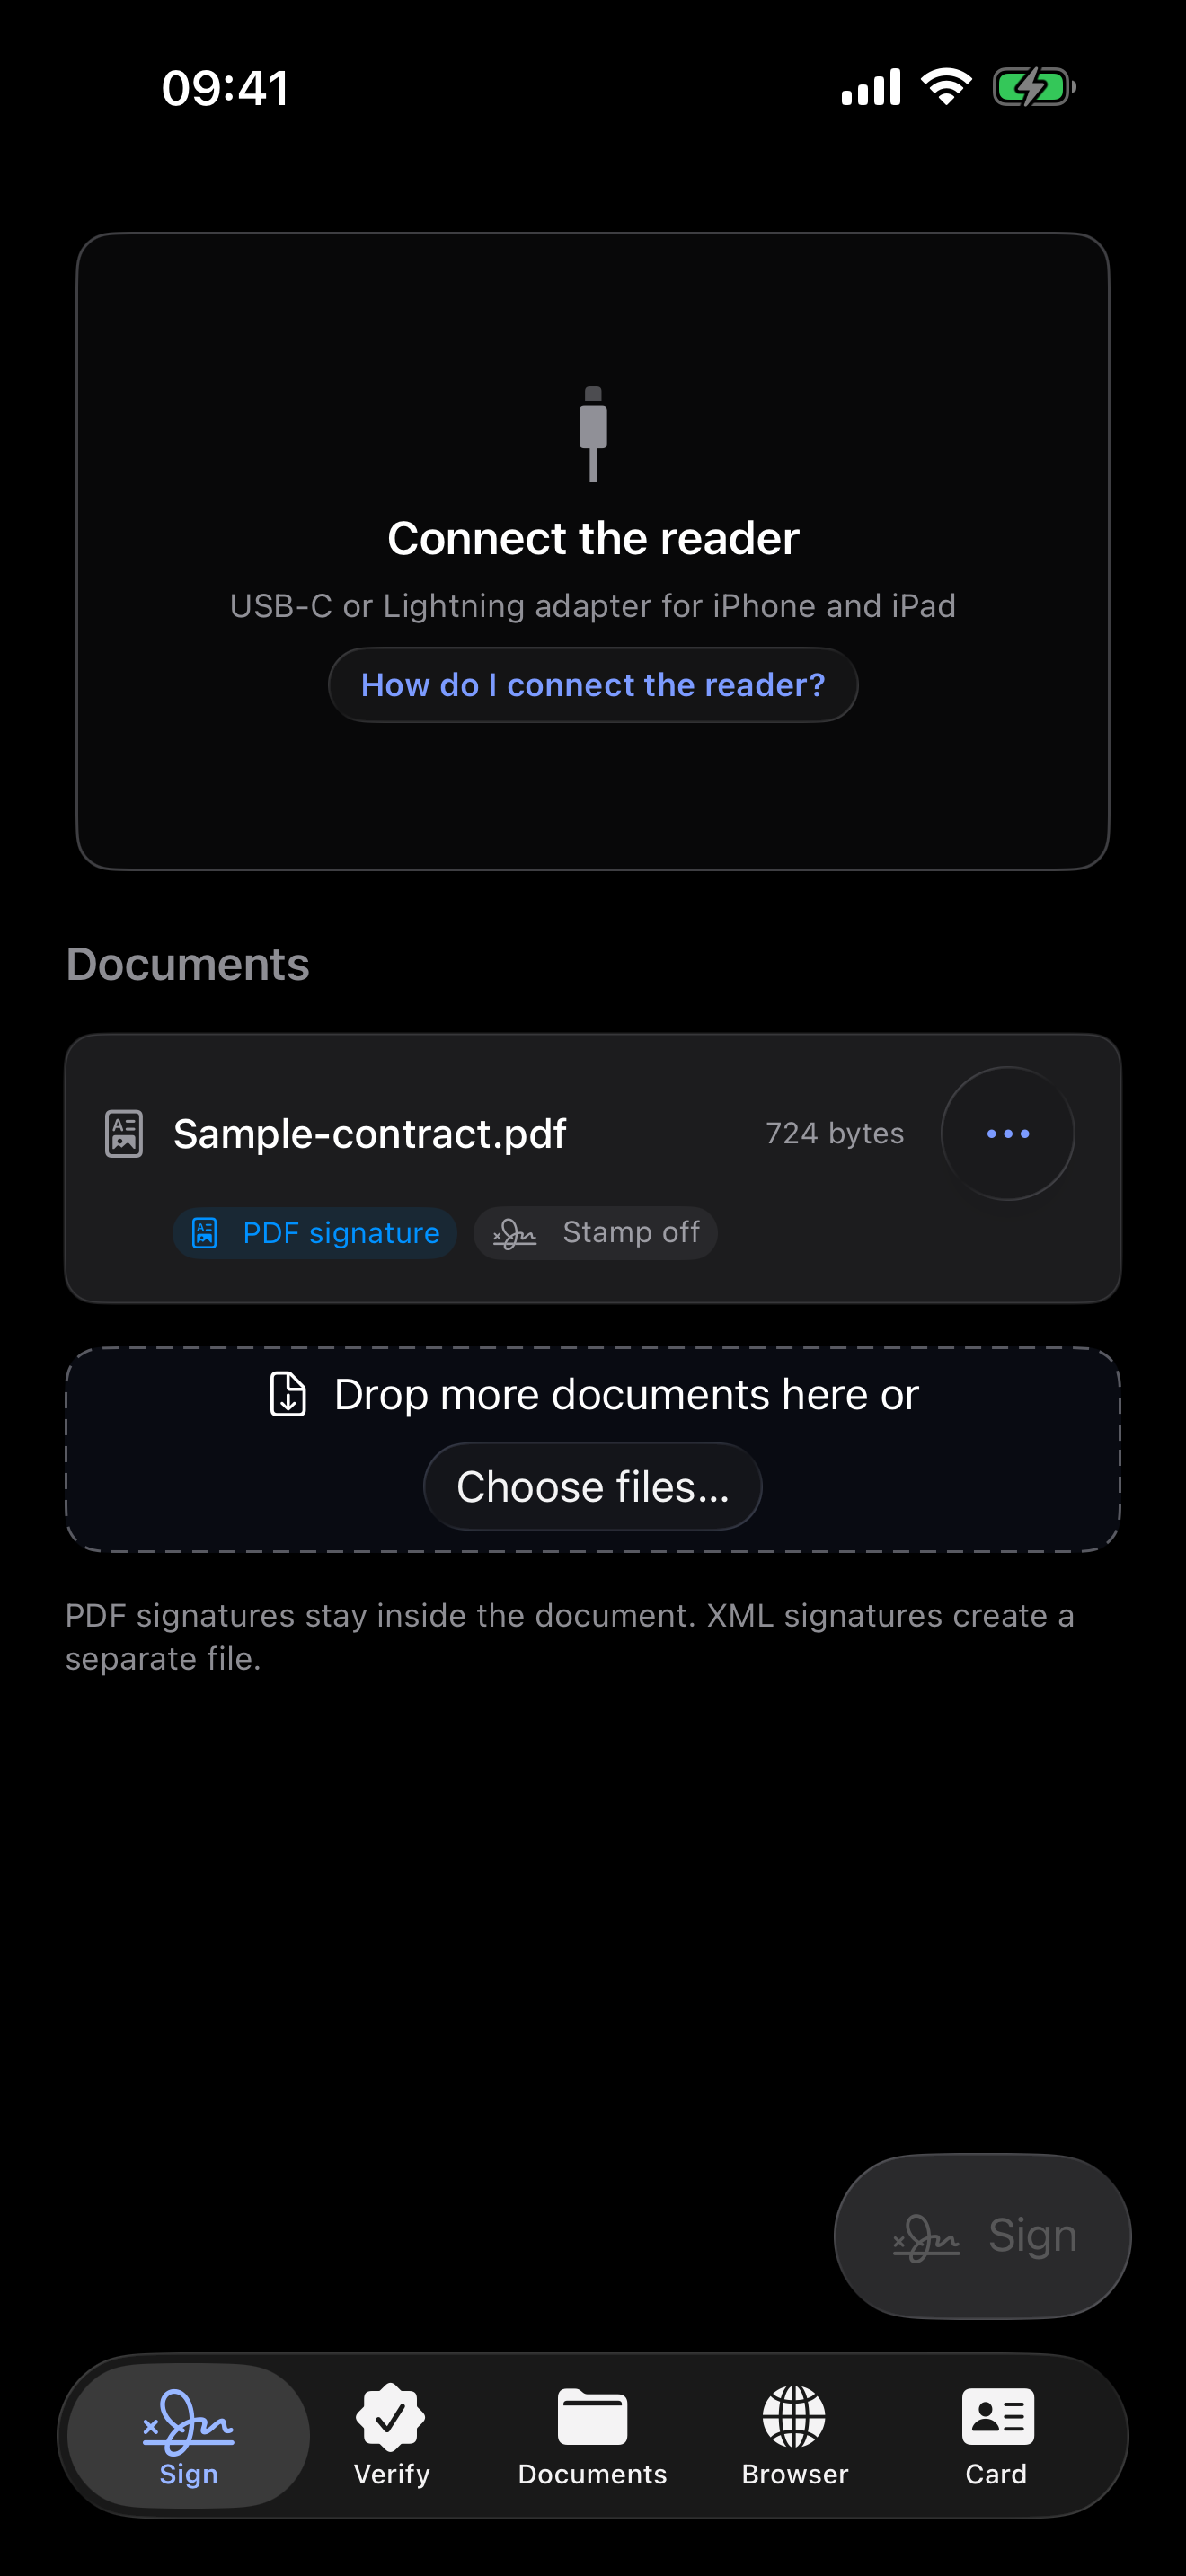 09:41
Connect the reader
USB-C or Lightning adapter for iPhone and iPad
How do I connect the reader?
Documents
Sample-contract.pdf
724 bytes
PDF signature
Stamp off
Drop more documents here or
Choose files...
PDF signatures stay inside the document. XML signatures create a
separate file.
Sign
Sign
Verify
Documents
Browser
Card